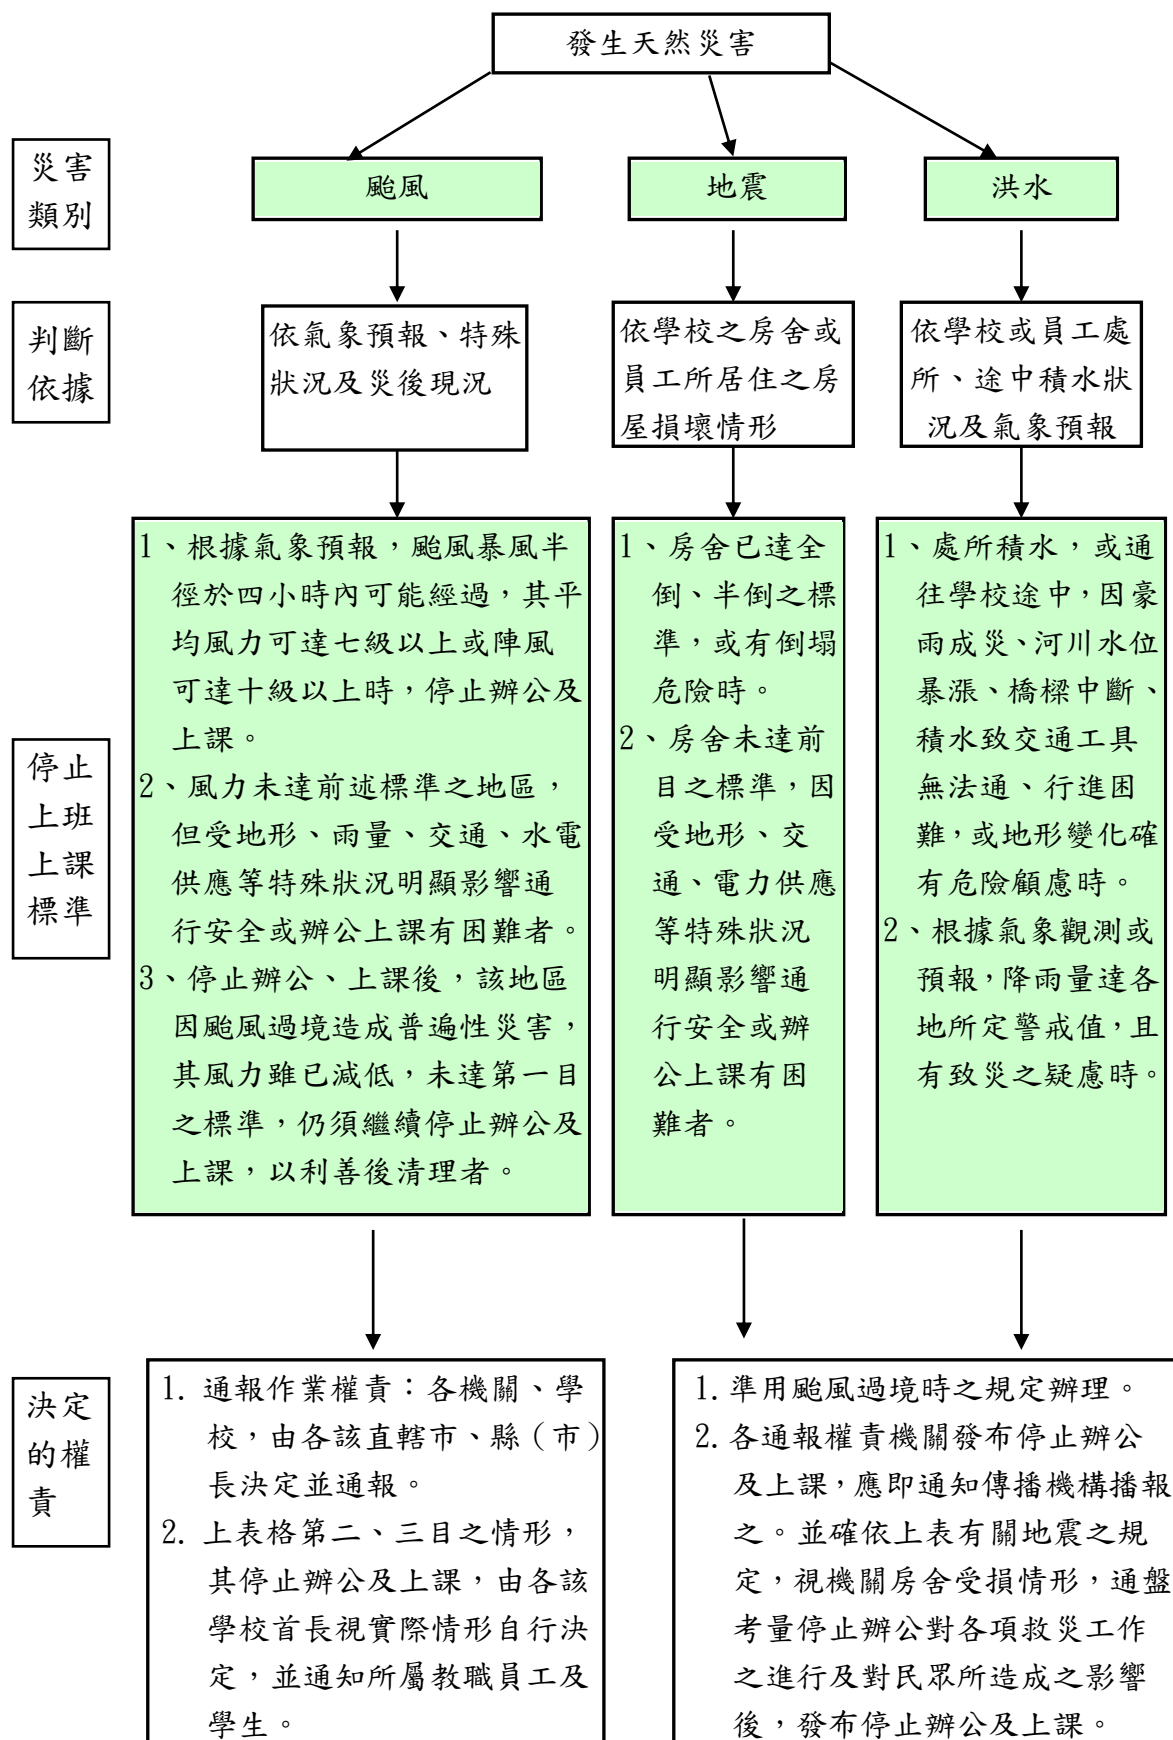 發生天然災害
災害
類別
颱風
地震
洪水
判斷
依據
依氣象預報、特殊
狀況及災後現況
依學校之房舍或
員工所居住之房
屋損壞情形
依學校或員工處
所、途中積水狀
況及氣象預報
停止
上班
上課
標準
1、根據氣象預報，颱風暴風半
徑於四小時內可能經過，其平
均風力可達七級以上或陣風
可達十級以上時，停止辦公及
上課。
2、風力未達前述標準之地區，
但受地形、雨量、交通、水電
供應等特殊狀況明顯影響通
行安全或辦公上課有困難者。
3、停止辦公、上課後，該地區
因颱風過境造成普遍性災害，
其風力雖已減低，未達第一目
之標準，仍須繼續停止辦公及
上課，以利善後清理者。
1、房舍已達全
倒、半倒之標
準，或有倒塌
危險時。
2、房舍未達前
目之標準，因
受地形、交
通、電力供應
等特殊狀況
明顯影響通
行安全或辦
公上課有困
難者。
1、處所積水，或通
往學校途中，因豪
雨成災、河川水位
暴漲、橋樑中斷、
積水致交通工具
無法通、行進困
難，或地形變化確
有危險顧慮時。
2、根據氣象觀測或
預報，降雨量達各
地所定警戒值，且
有致災之疑慮時。
決定
的權
責
1. 通報作業權責：各機關、學
校，由各該直轄市、縣（市）
長決定並通報。
2. 上表格第二、三目之情形，
其停止辦公及上課，由各該
學校首長視實際情形自行決
定，並通知所屬教職員工及
學生。
1. 準用颱風過境時之規定辦理。
2. 各通報權責機關發布停止辦公
及上課，應即通知傳播機構播報
之。並確依上表有關地震之規
定，視機關房舍受損情形，通盤
考量停止辦公對各項救災工作
之進行及對民眾所造成之影響
後，發布停止辦公及上課。